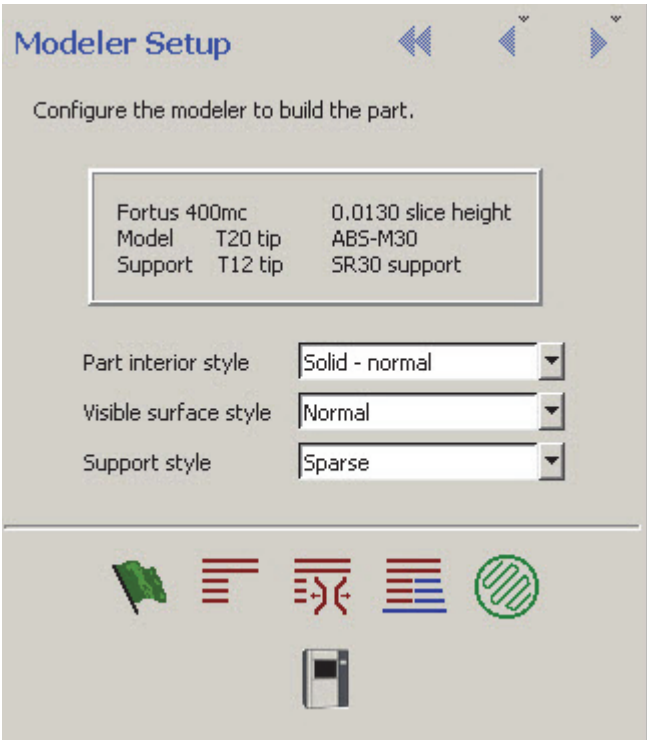 Modeler Setup
Configure the modeler to build the part.
Fortus 400mc 0.0130 slice height
Model T20 tip ABS-M30
Support T12 tip SR30 support
Part interior style Solid - normal
Visible surface style Normal
Support style Sparse